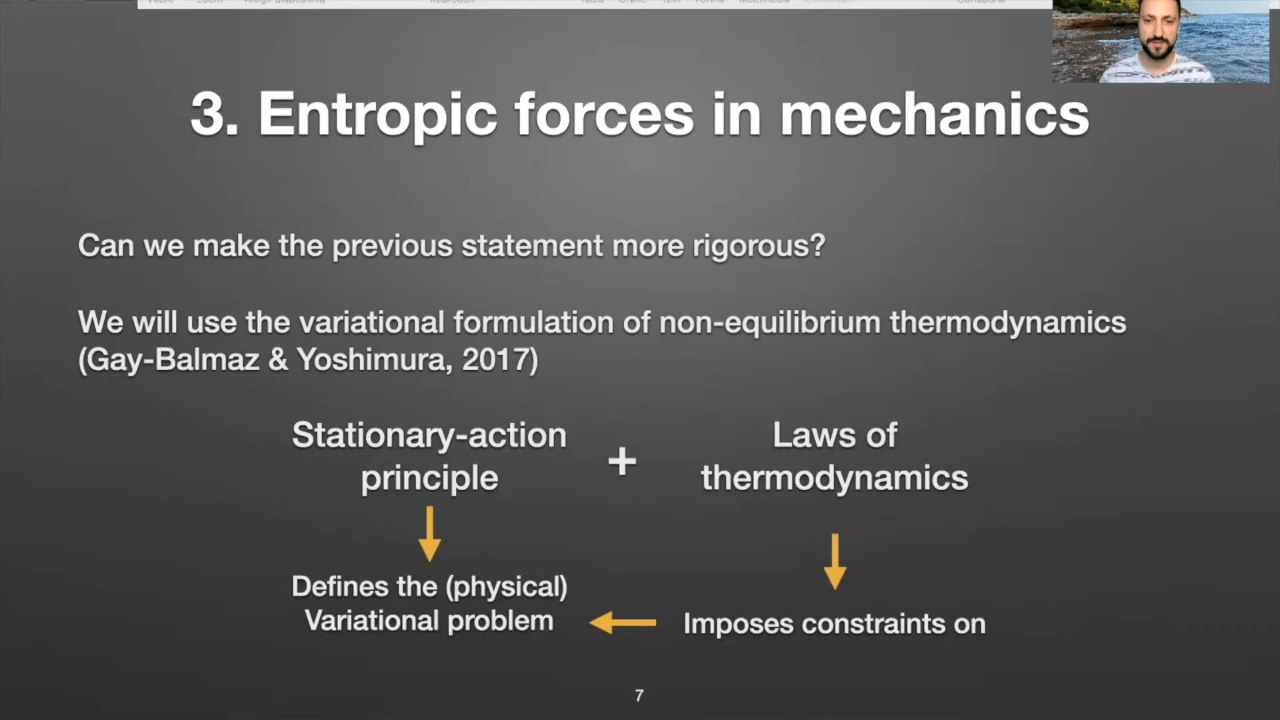 3. Entropic forces in mechanics
Can we make the previous statement more rigorous?
We will use the variational formulation of non-equilibrium thermodynamics
(Gay-Balmaz & Yoshimura, 2017)
Stationary-action
principle
+
Laws of
thermodynamics
Defines the (physical)
Variational problem
Imposes constraints on
7